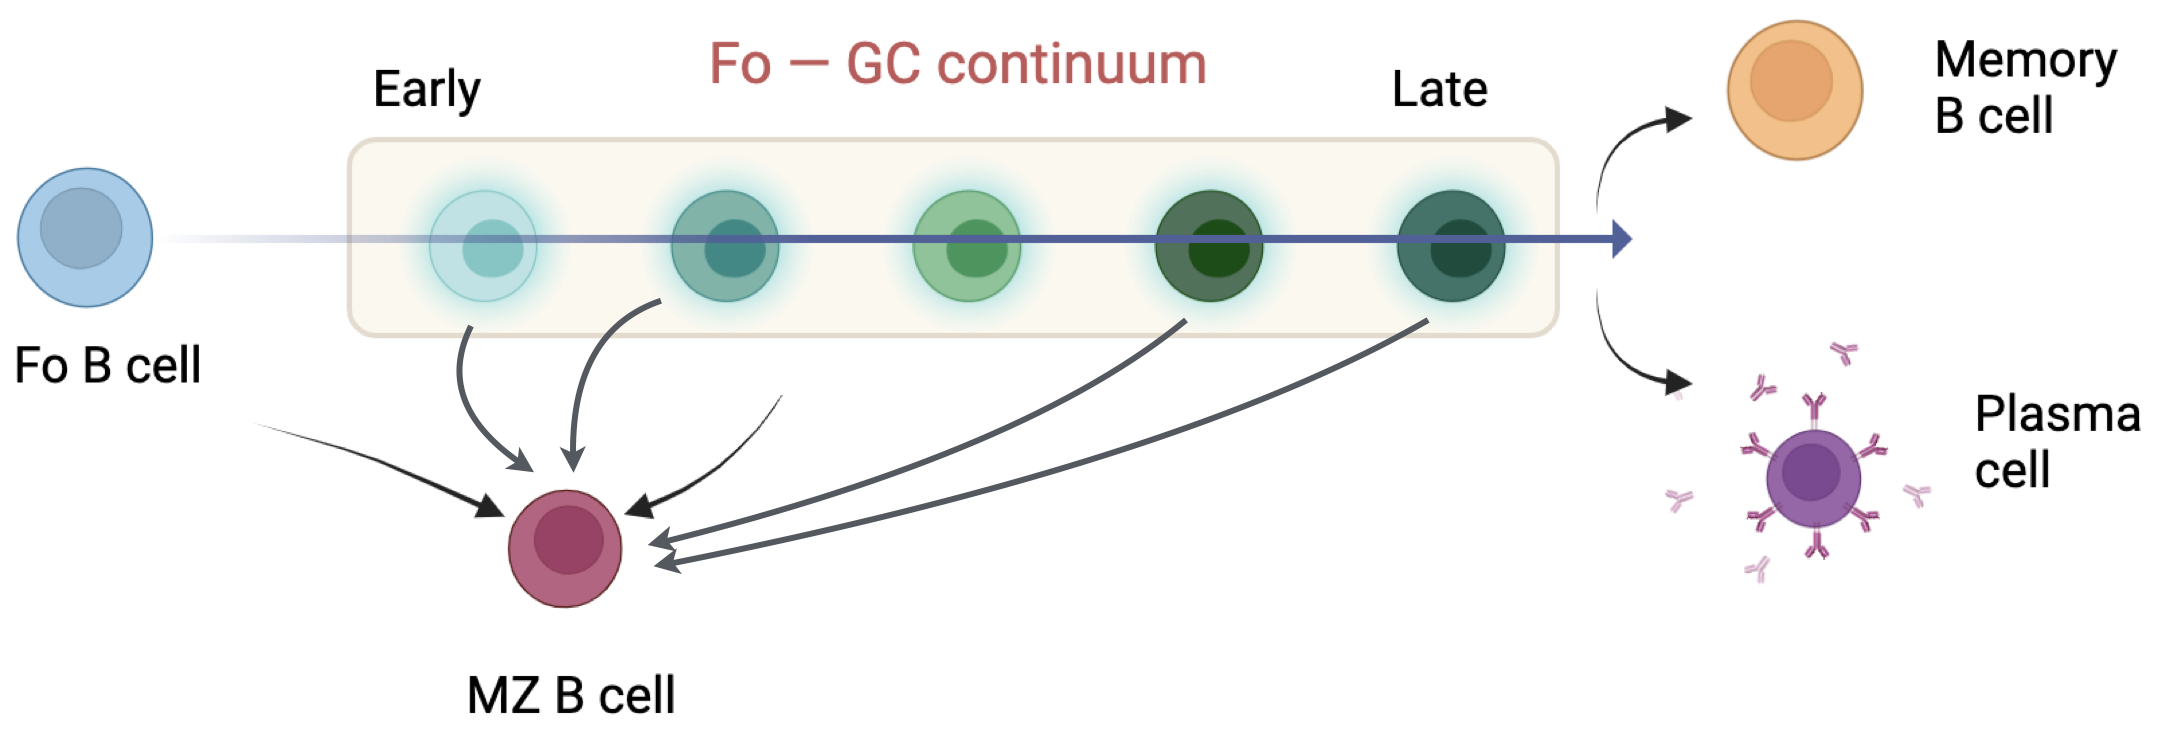 Fo — GC continuum
Early
Late
Memory
B cell
Fo B cell
Plasma
cell
MZ B cell